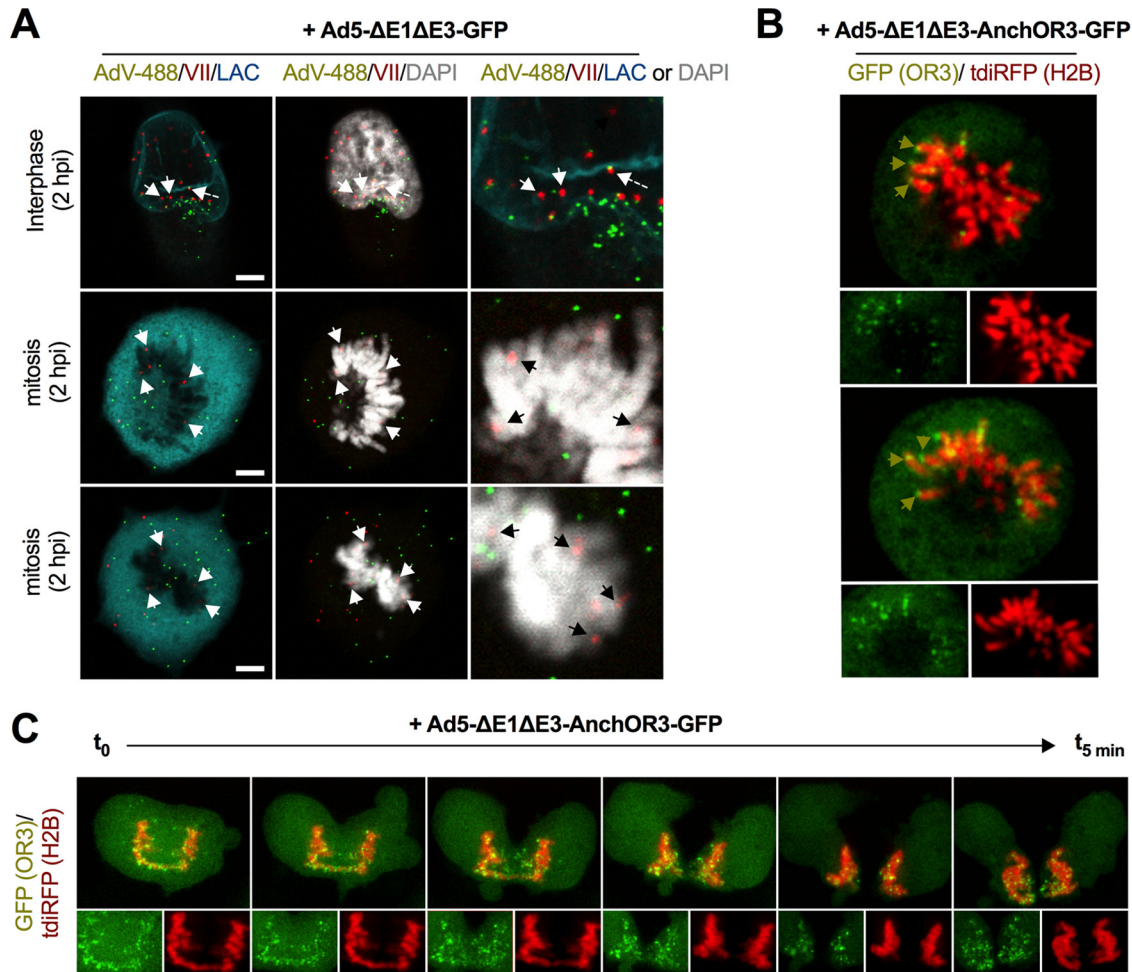 A
+ Ad5-ΔE1ΔE3-GFP
AdV-488/VII/LAC
AdV-488/VII/DAPI
AdV-488/VII/LAC or DAPI
Interphase
(2 hpi)
mitosis
(2 hpi)
mitosis
(2 hpi)
B
+ Ad5-ΔE1ΔE3-AnchOR3-GFP
GFP (OR3)/ tdiRFP (H2B)
C
+ Ad5-ΔE1ΔE3-AnchOR3-GFP
t0
t5 min
GFP (OR3)/
tdiRFP (H2B)